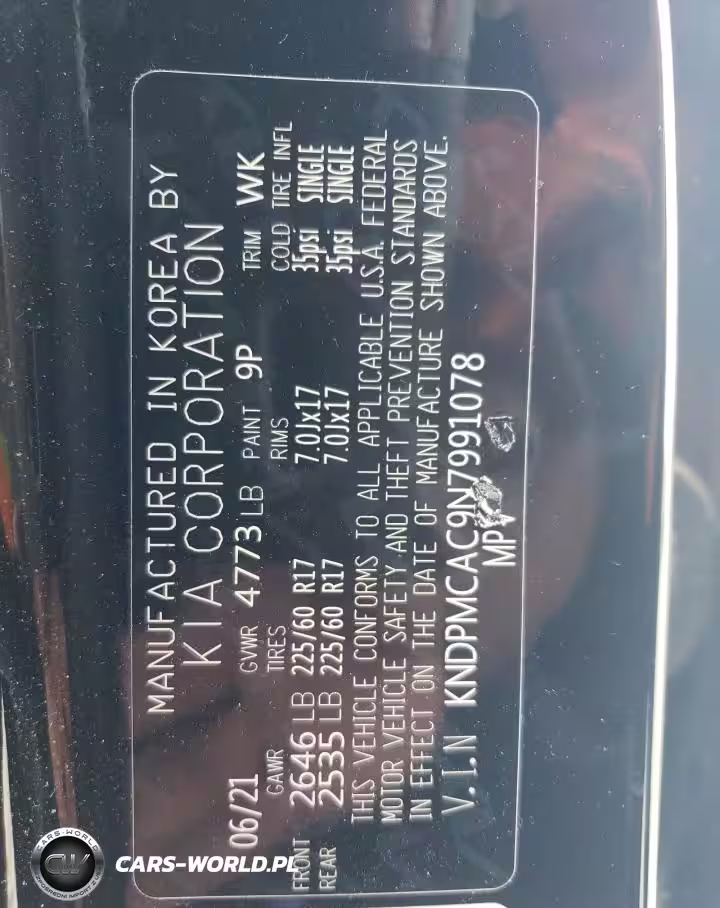 MANUFACTURED IN KOREA BY
KIA CORPORATION
06/21 GVWR 4773 LB PAINT 9P TRIM WK
GAWR TIRES RIMS COLD TIRE INFL
FRONT 2646 LB 225/60 R17 7.0Jx17 35psi SINGLE
REAR 2535 LB 225/60 R17 7.0Jx17 35psi SINGLE
THIS VEHICLE CONFORMS TO ALL APPLICABLE U.S.A. FEDERAL
MOTOR VEHICLE SAFETY AND THEFT PREVENTION STANDARDS
IN EFFECT ON THE DATE OF MANUFACTURE SHOWN ABOVE.
V.I.N KNDPMCAC9N7991078
CARS-WORLD
CW
CARS-WORLD.PL